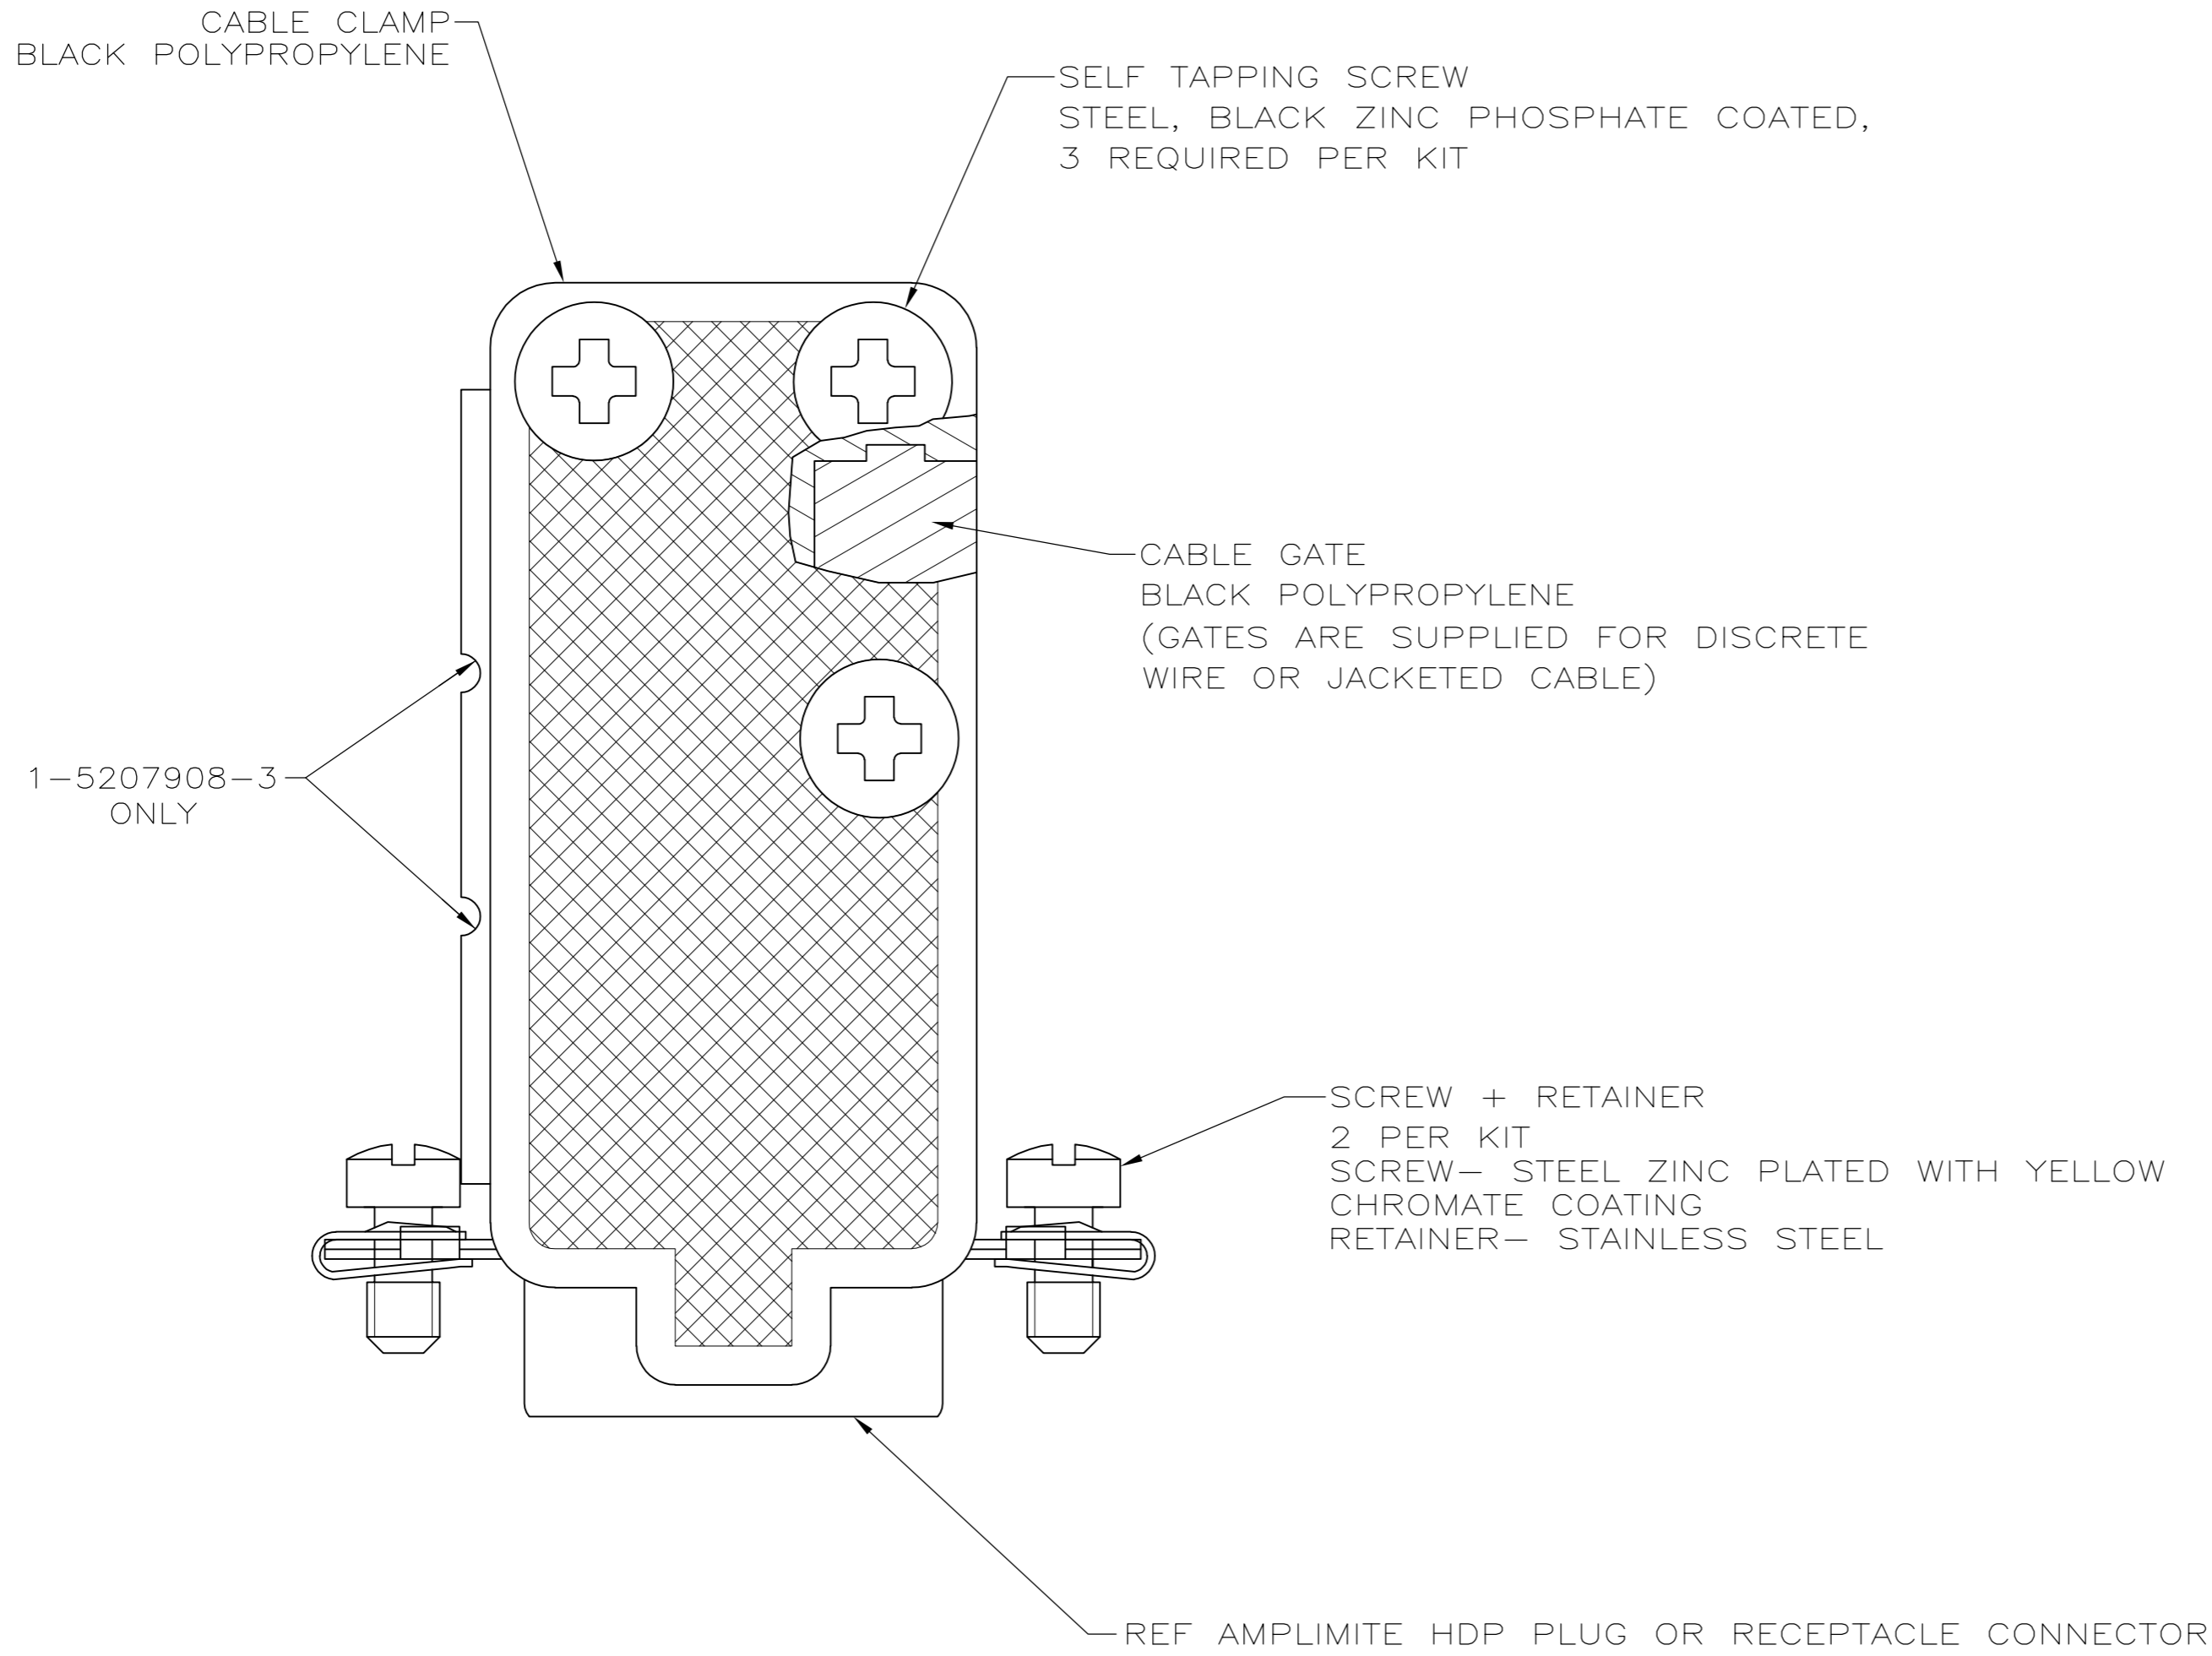 CABLE CLAMP
BLACK POLYPROPYLENE
SELF TAPPING SCREW
STEEL, BLACK ZINC PHOSPHATE COATED,
3 REQUIRED PER KIT
CABLE GATE
BLACK POLYPROPYLENE
(GATES ARE SUPPLIED FOR DISCRETE
WIRE OR JACKETED CABLE)
1-5207908-3
ONLY
SCREW + RETAINER
2 PER KIT
SCREW- STEEL ZINC PLATED WITH YELLOW
CHROMATE COATING
RETAINER- STAINLESS STEEL
REF AMPLIMITE HDP PLUG OR RECEPTACLE CONNECTOR